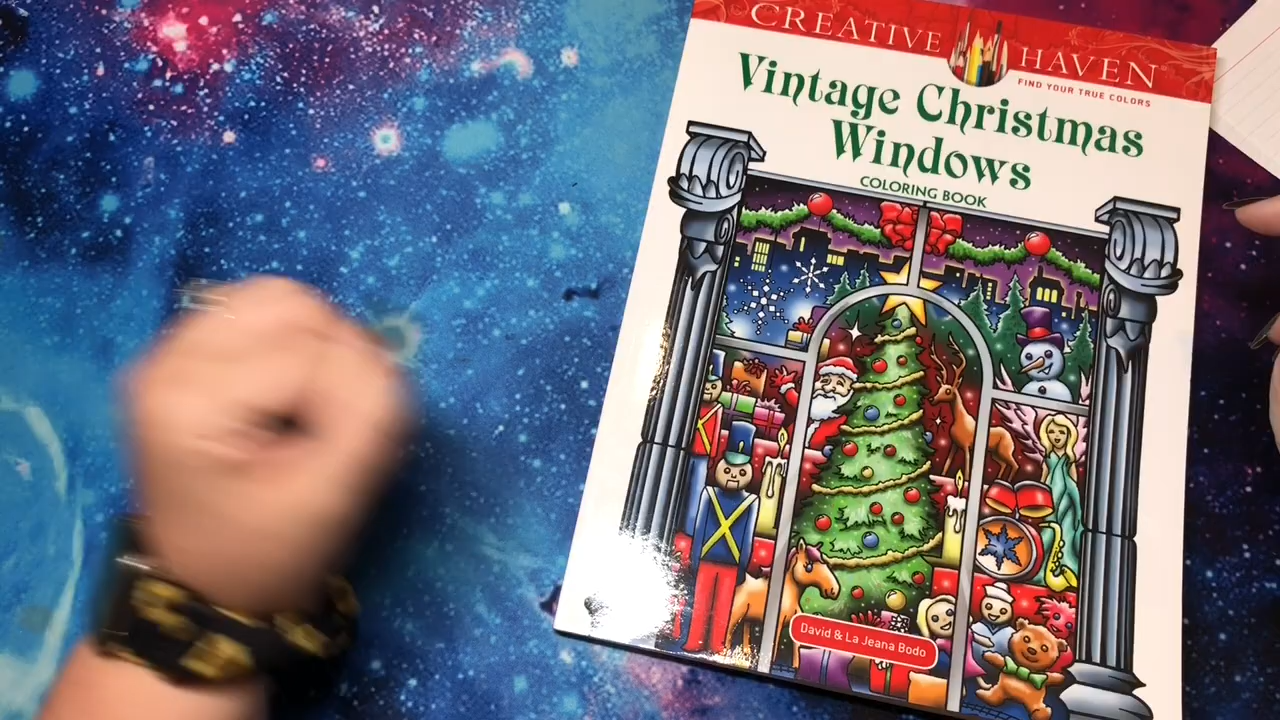 CREATIVE HAVEN
FIND YOUR TRUE COLORS
Vintage Christmas
Windows
COLORING BOOK
David & La Jeana Bodo